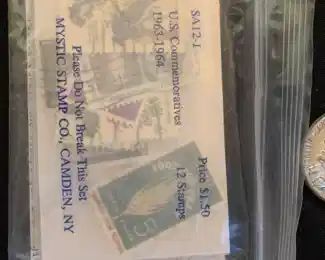 SA12-1
U.S. Commemoratives
1963-1964
Price $1.50
12 Stamps
Please Do Not Break This Set
MYSTIC STAMP CO., CAMDEN, NY
5